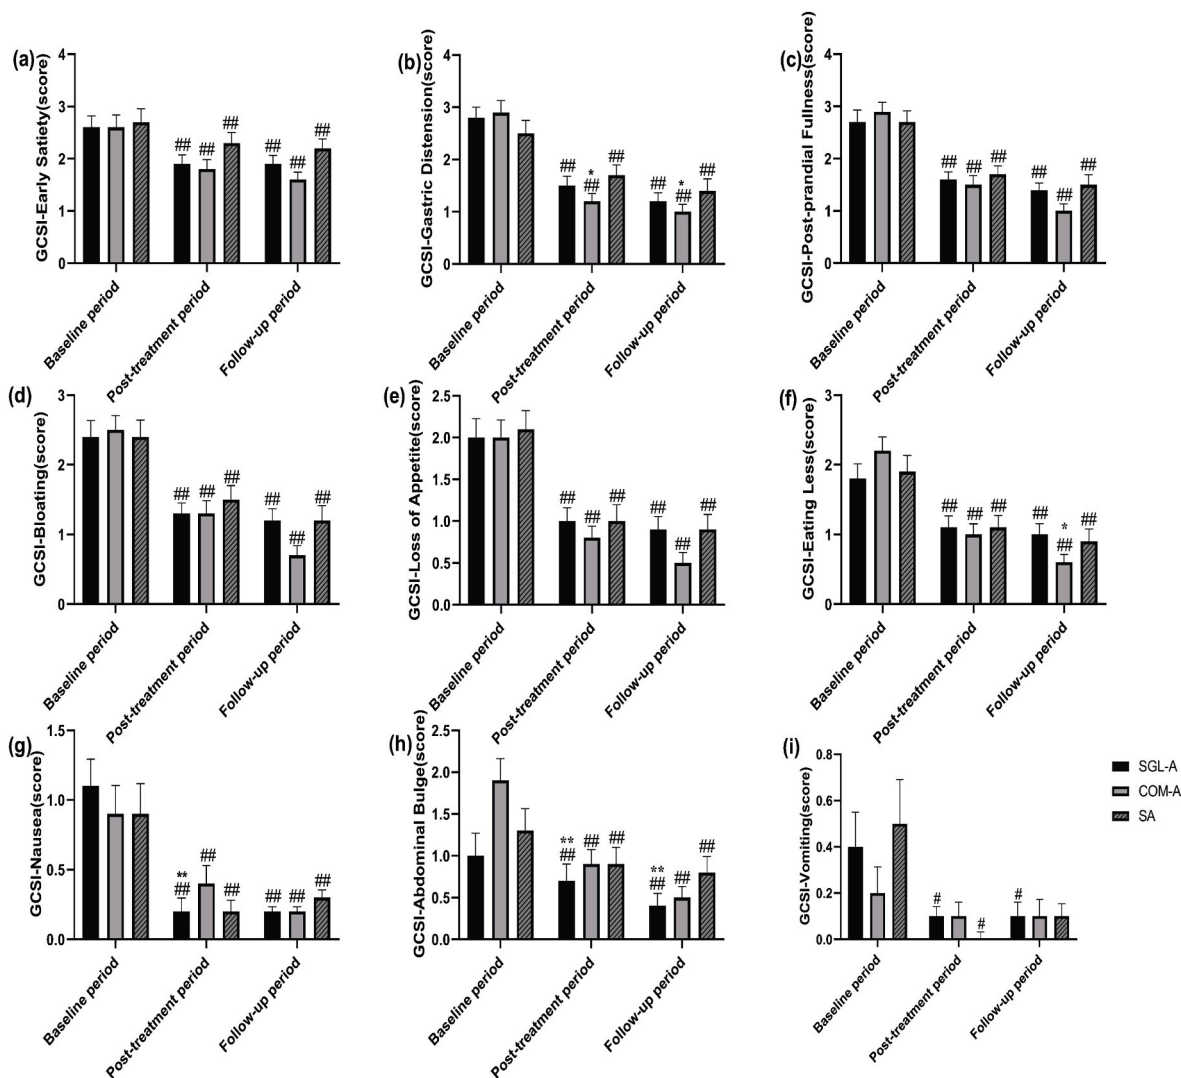 (a)
GCSI-Early Satiety(score)
4
3
2
1
0
##
##
##
##
##
##
Baseline period
Post-treatment period
Follow-up period
(b)
GCSI-Gastric Distension(score)
4
3
2
1
0
##
*
##
##
##
*
##
##
Baseline period
Post-treatment period
Follow-up period
(c)
GCSI-Post-prandial Fullness(score)
4
3
2
1
0
##
##
##
##
##
##
Baseline period
Post-treatment period
Follow-up period
(d)
GCSI-Bloating(score)
3
2
1
0
##
##
##
##
##
##
Baseline period
Post-treatment period
Follow-up period
(e)
GCSI-Loss of Appetite(score)
2.5
2.0
1.5
1.0
0.5
0.0
##
##
##
##
##
##
Baseline period
Post-treatment period
Follow-up period
(f)
GCSI-Eating Less(score)
3
2
1
0
##
##
##
##
*
##
##
Baseline period
Post-treatment period
Follow-up period
(g)
GCSI-Nausea(score)
1.5
1.0
0.5
0.0
**
##
##
##
##
##
##
Baseline period
Post-treatment period
Follow-up period
(h)
GCSI-Abdominal Bulge(score)
2.5
2.0
1.5
1.0
0.5
0.0
**
##
##
##
**
##
##
##
Baseline period
Post-treatment period
Follow-up period
(i)
GCSI-Vomiting(score)
0.8
0.6
0.4
0.2
0.0
#
#
#
Baseline period
Post-treatment period
Follow-up period
SGL-A
COM-A
SA